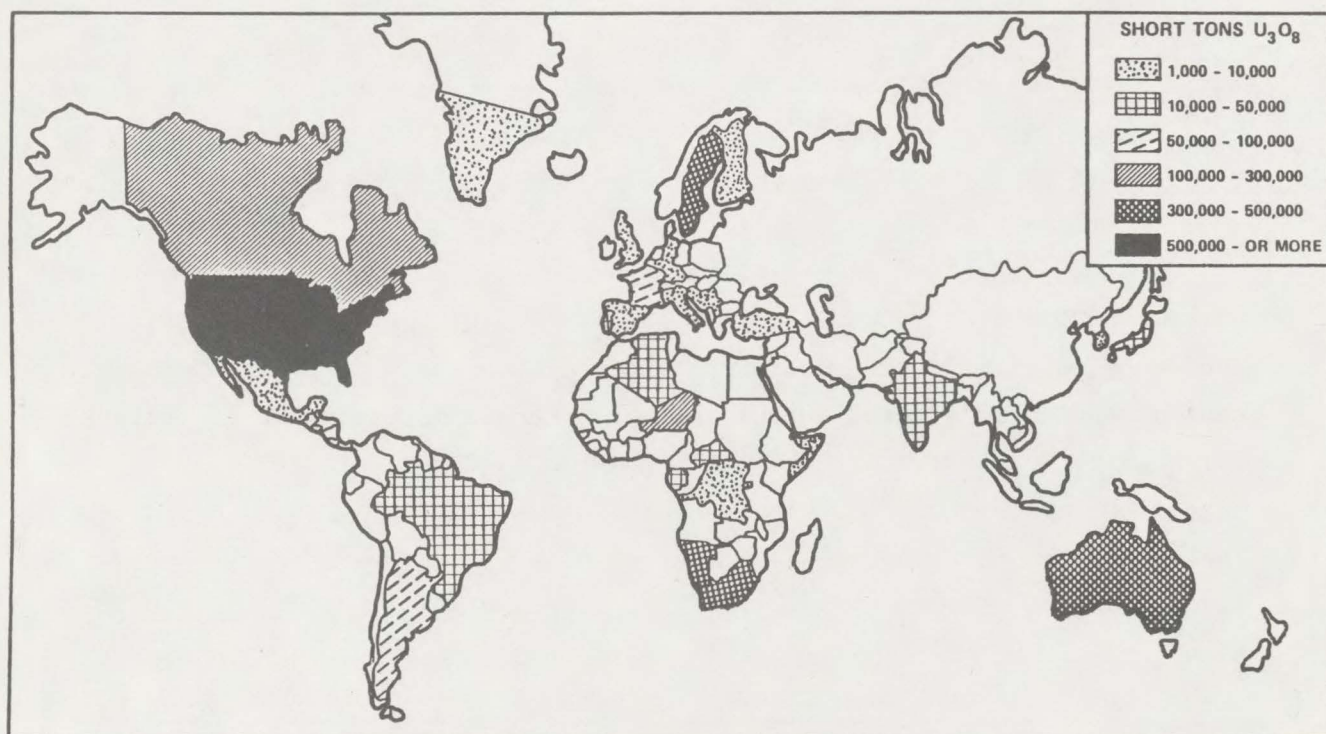 SHORT TONS U₃O₈
1,000 - 10,000
10,000 - 50,000
50,000 - 100,000
100,000 - 300,000
300,000 - 500,000
500,000 - OR MORE